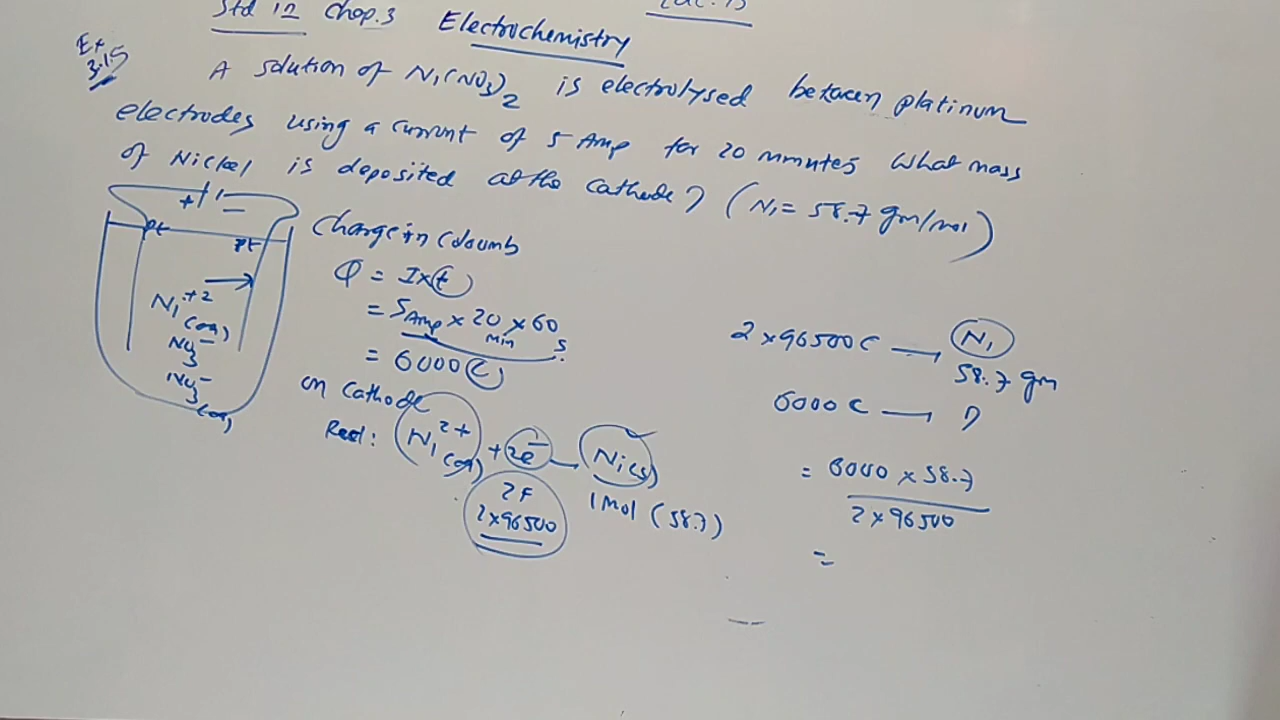 Std 12 Chap.3 Electrochemistry
Ex 3.15
A solution of Ni(NO3)2 is electrolysed between platinum
electrodes using a current of 5 Amp for 20 minutes What mass
of Nickel is deposited at the cathode? (Ni = 58.7 gm/mol)
+ −
Pt Pt
Ni+2(aq)
NO3−
NO3−(aq)
Charge in Coloumb
Q = I×t
= 5 Amp × 20 min × 60 s.
= 6000 C
on Cathode
Red: Ni2+(aq) + 2e− → Ni(s)
2F 1 Mol (58.7)
2×96500
2×96500 C → Ni
58.7 gm
6000 C → ?
= 6000 × 58.7
2×96500
=